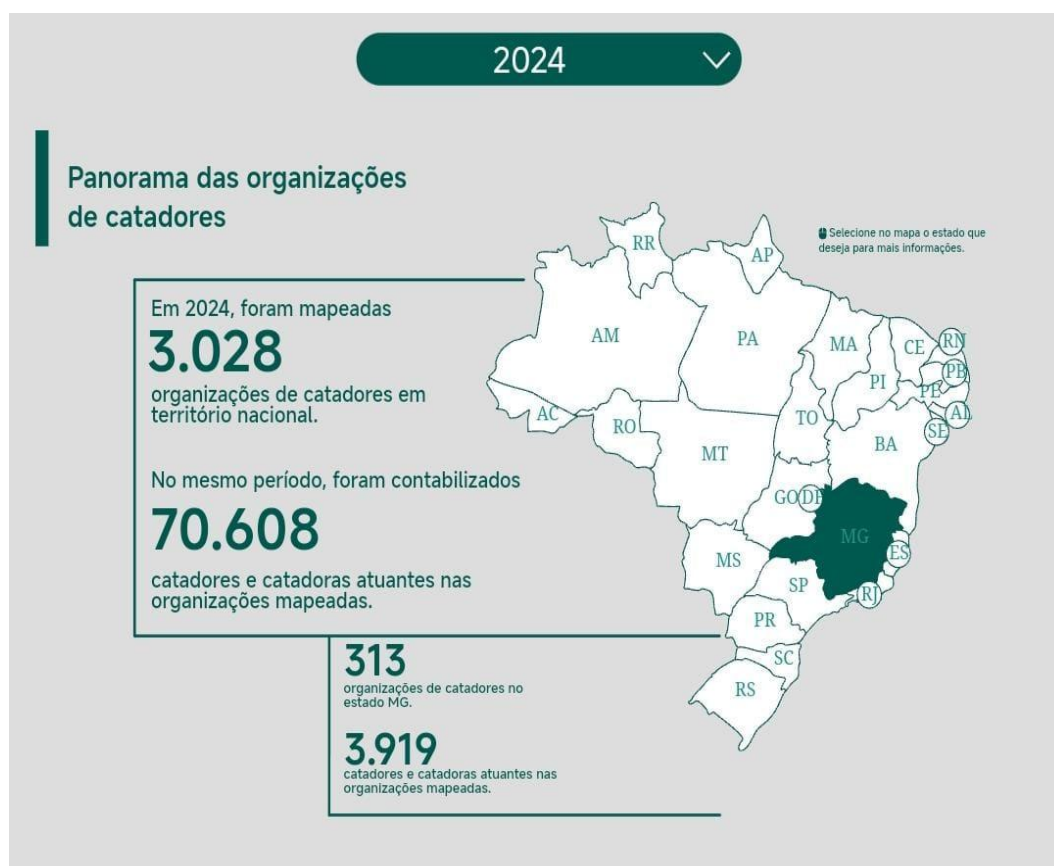 2024
Panorama das organizações
de catadores
Selecione no mapa o estado que
deseja para mais informações.
Em 2024, foram mapeadas
3.028
organizações de catadores em
território nacional.
No mesmo período, foram contabilizados
70.608
catadores e catadoras atuantes nas
organizações mapeadas.
313
organizações de catadores no
estado MG.
3.919
catadores e catadoras atuantes nas
organizações mapeadas.
RR
AP
AM
PA
MA
CE
RN
PB
PI
PE
AC
RO
TO
AL
SE
MT
BA
GO
DF
MG
ES
MS
SP
RJ
PR
SC
RS